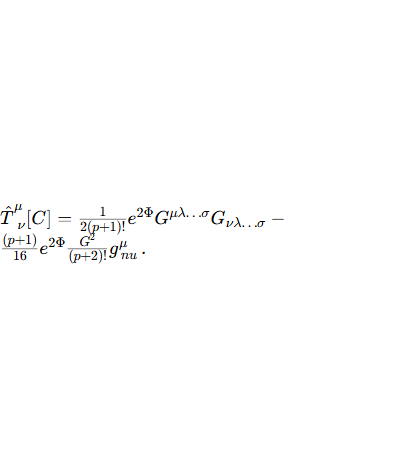 \hat{T}^{\mu}_{\ \nu}[C] = \frac{1}{2(p+1)!} e^{2\Phi} G^{\mu\lambda\ldots\sigma} G_{\nu\lambda\ldots\sigma} -
\frac{(p+1)}{16} e^{2\Phi} \frac{G^2}{(p+2)!} g^{\mu}_{nu} .